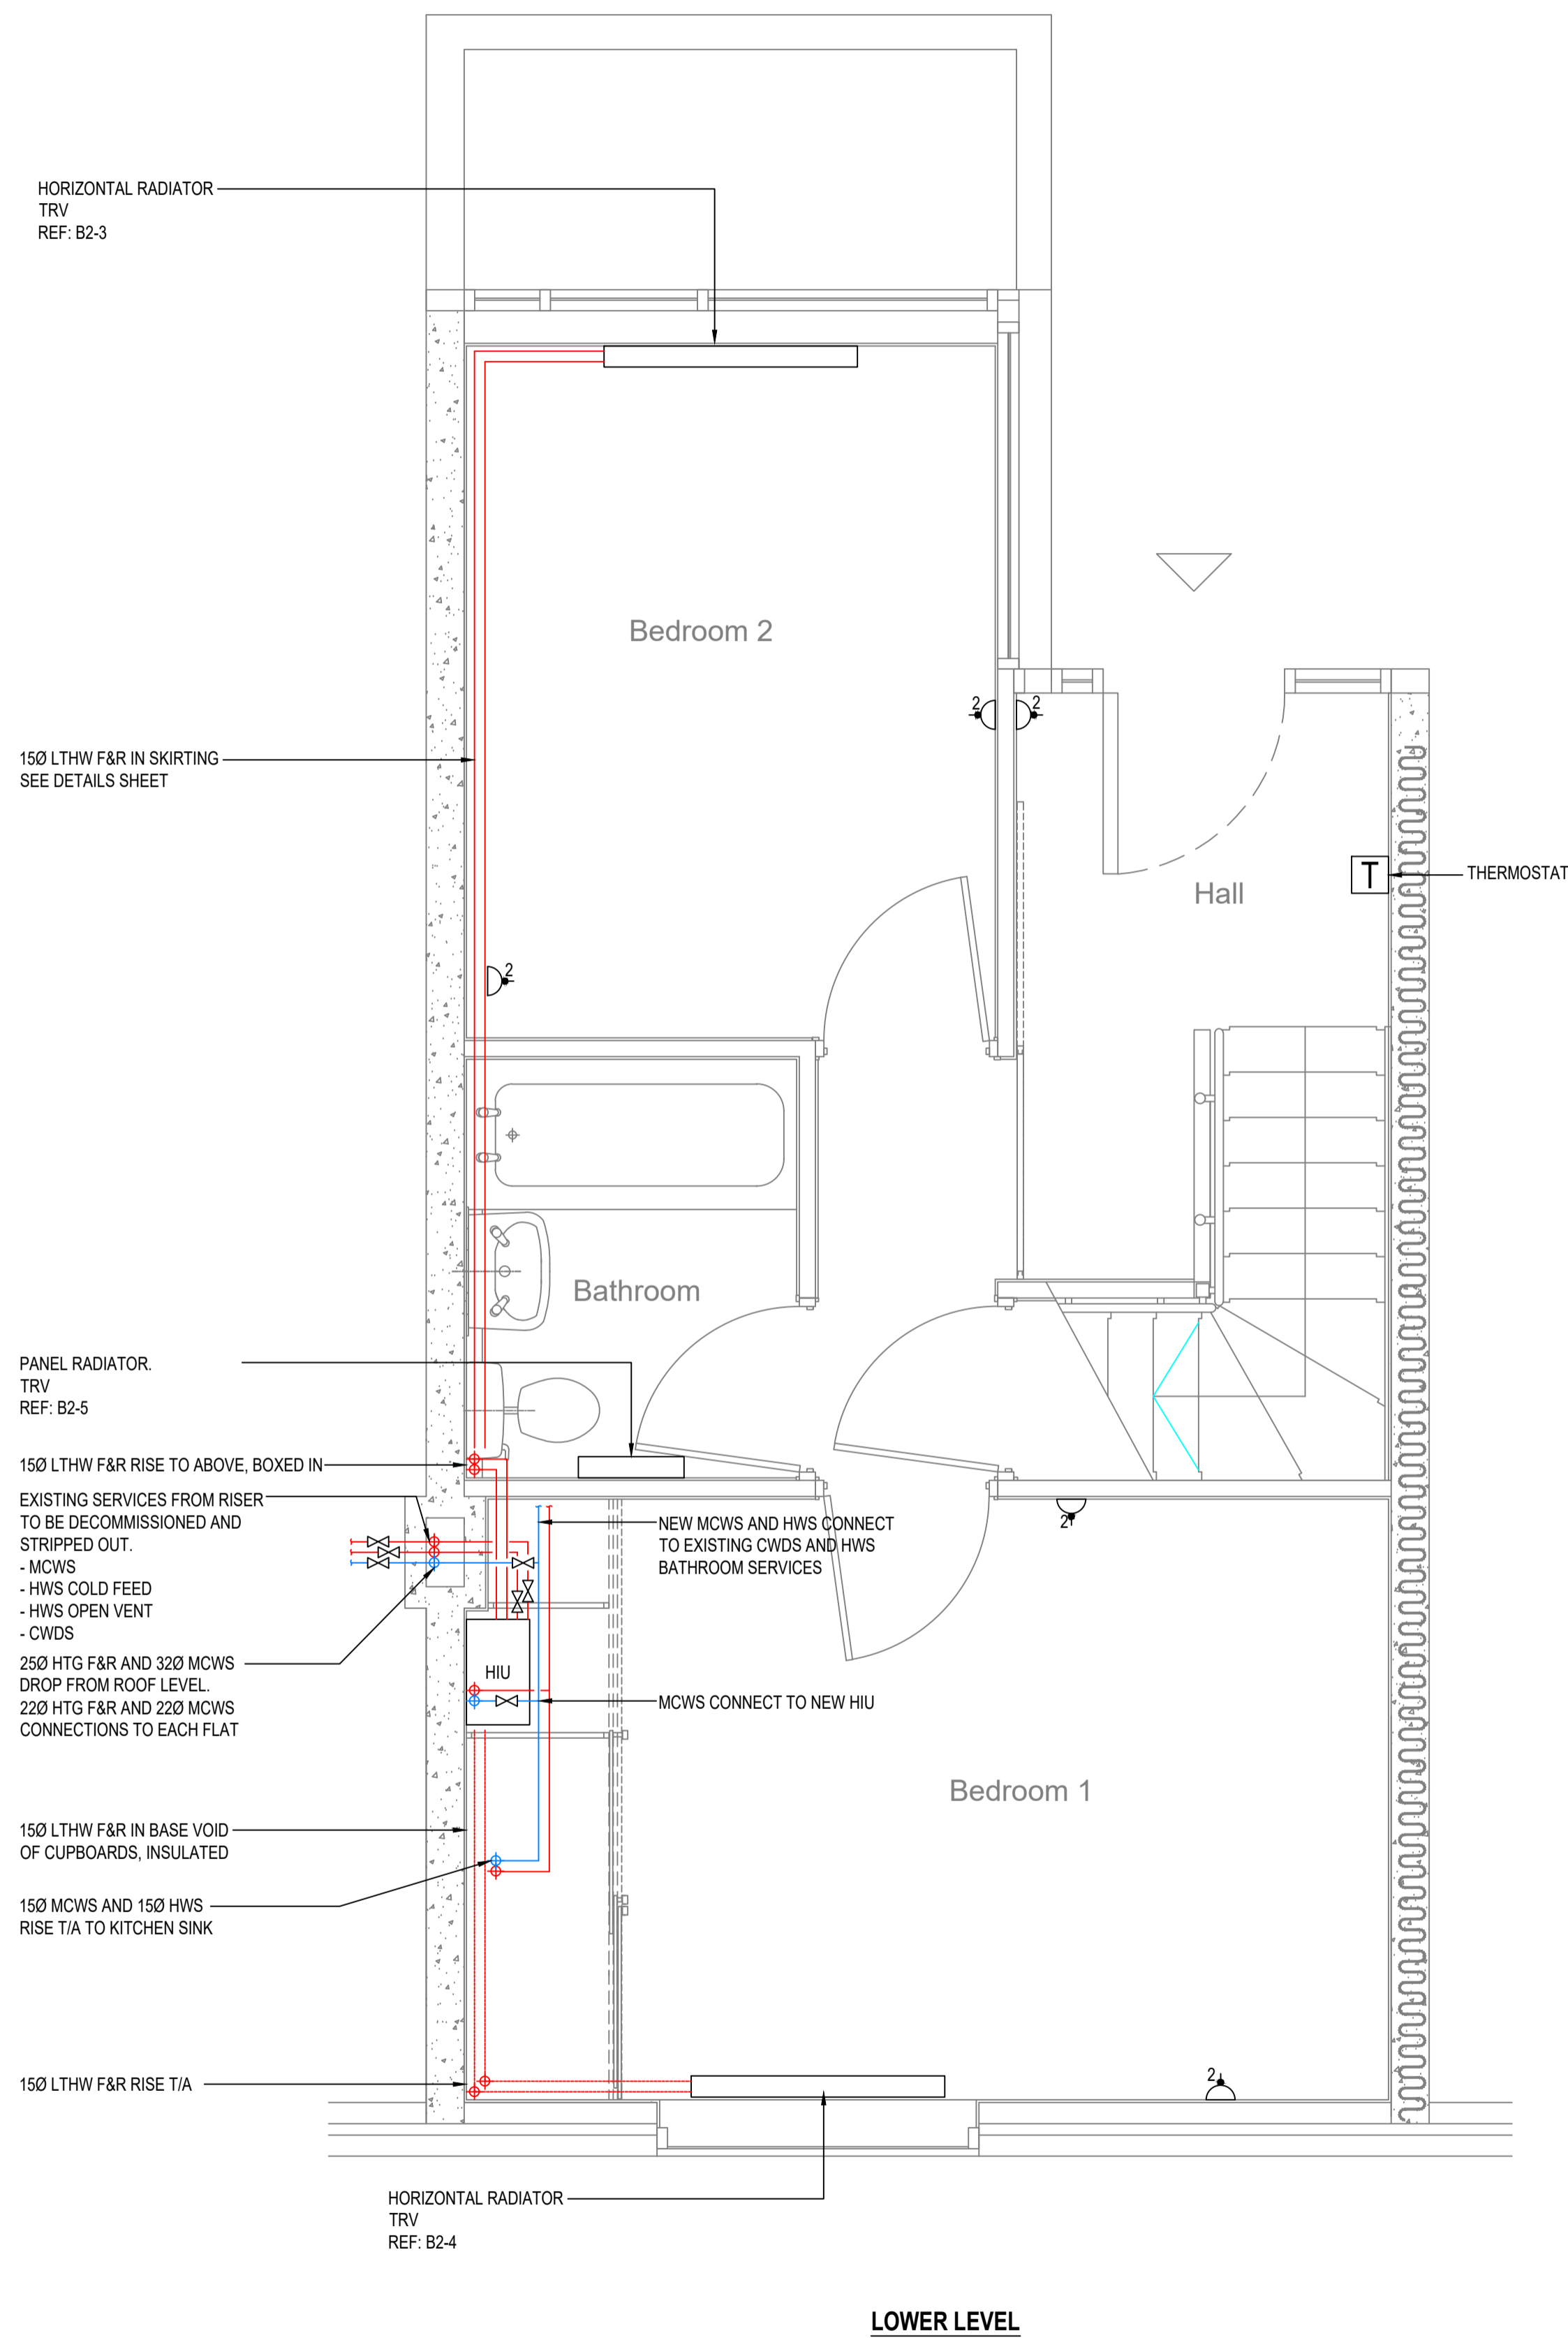 HORIZONTAL RADIATOR
TRV
REF: B2-3
Bedroom 2
2
2
15Ø LTHW F&R IN SKIRTING
SEE DETAILS SHEET
T
THERMOSTAT
Hall
2
Bathroom
PANEL RADIATOR.
TRV
REF: B2-5
15Ø LTHW F&R RISE TO ABOVE, BOXED IN
EXISTING SERVICES FROM RISER
TO BE DECOMMISSIONED AND
STRIPPED OUT.
- MCWS
- HWS COLD FEED
- HWS OPEN VENT
- CWDS
NEW MCWS AND HWS CONNECT
TO EXISTING CWDS AND HWS
BATHROOM SERVICES
2
25Ø HTG F&R AND 32Ø MCWS
DROP FROM ROOF LEVEL.
22Ø HTG F&R AND 22Ø MCWS
CONNECTIONS TO EACH FLAT
HIU
MCWS CONNECT TO NEW HIU
Bedroom 1
15Ø LTHW F&R IN BASE VOID
OF CUPBOARDS, INSULATED
15Ø MCWS AND 15Ø HWS
RISE T/A TO KITCHEN SINK
15Ø LTHW F&R RISE T/A
2
HORIZONTAL RADIATOR
TRV
REF: B2-4
LOWER LEVEL